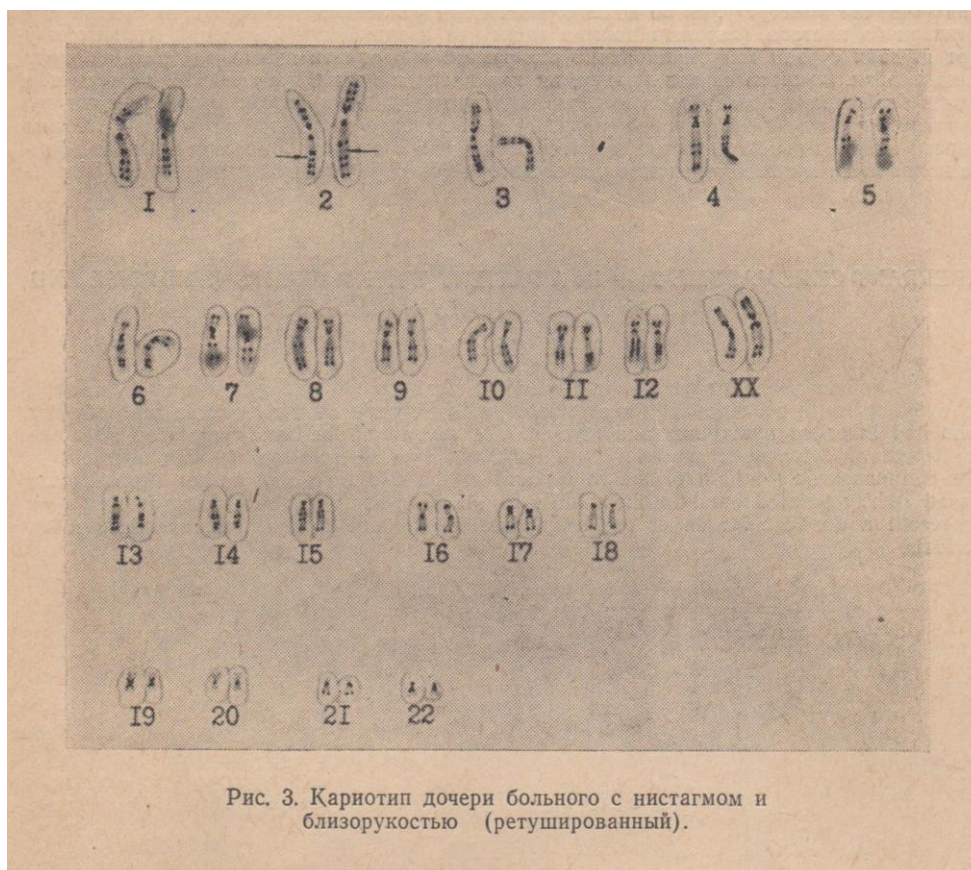 I 2 3 4 5
6 7 8 9 I0 II I2 XX
I3 I4 I5 I6 I7 I8
I9 20 2I 22
Рис. 3. Кариотип дочери больного с нистагмом и
близорукостью (ретушированный).